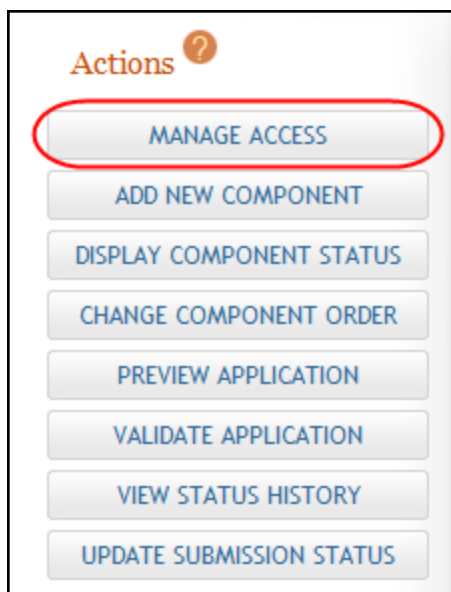 Actions ?
MANAGE ACCESS
ADD NEW COMPONENT
DISPLAY COMPONENT STATUS
CHANGE COMPONENT ORDER
PREVIEW APPLICATION
VALIDATE APPLICATION
VIEW STATUS HISTORY
UPDATE SUBMISSION STATUS